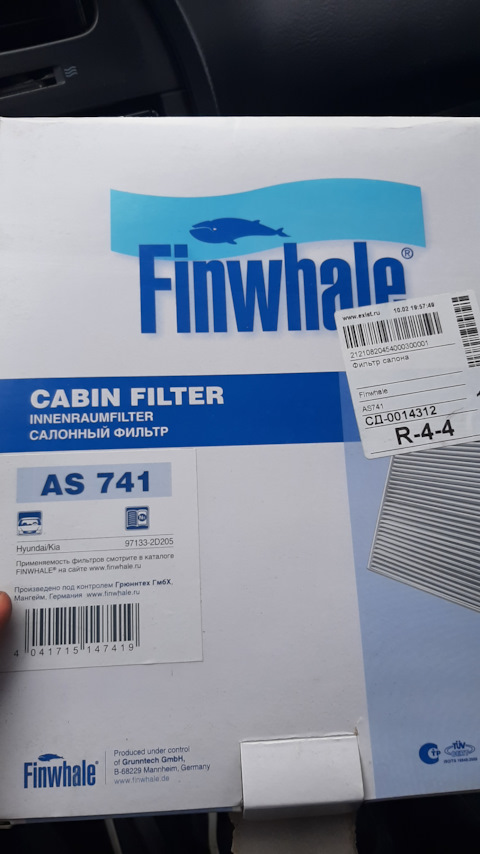 Finwhale®
www.exist.ru 10.02 19:57:49
21210820454000300001
Фильтр салона
Finwhale
AS741
СД-0014312
R-4-4
CABIN FILTER
INNENRAUMFILTER
САЛОННЫЙ ФИЛЬТР
AS 741
Hyundai/Kia 97133-2D205
Применяемость фильтров смотрите в каталоге
FINWHALE® на сайте www.finwhale.ru
Произведено под контролем Грюнитех ГмбХ,
Мангейм, Германия www.finwhale.ru
4 041715 147419
Finwhale®
Produced under control
of Grunntech GmbH,
B-68229 Mannheim, Germany
www.finwhale.de
TÜV